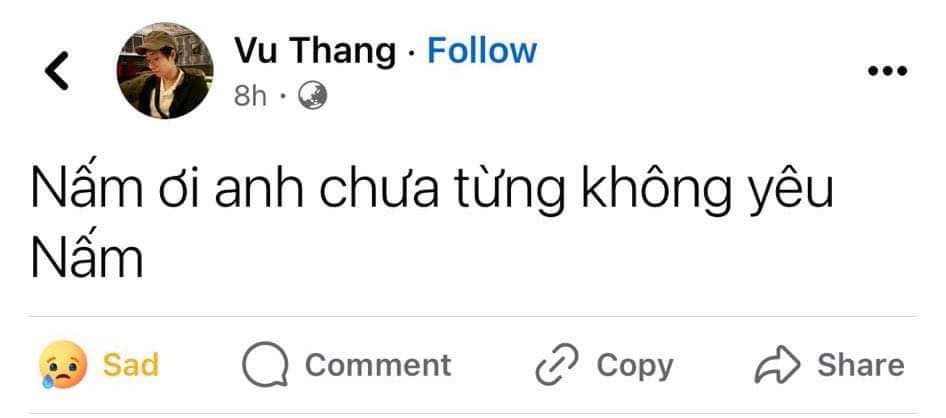 Vu Thang · Follow
8h ·
Nấm ơi anh chưa từng không yêu
Nấm
Sad Comment Copy Share